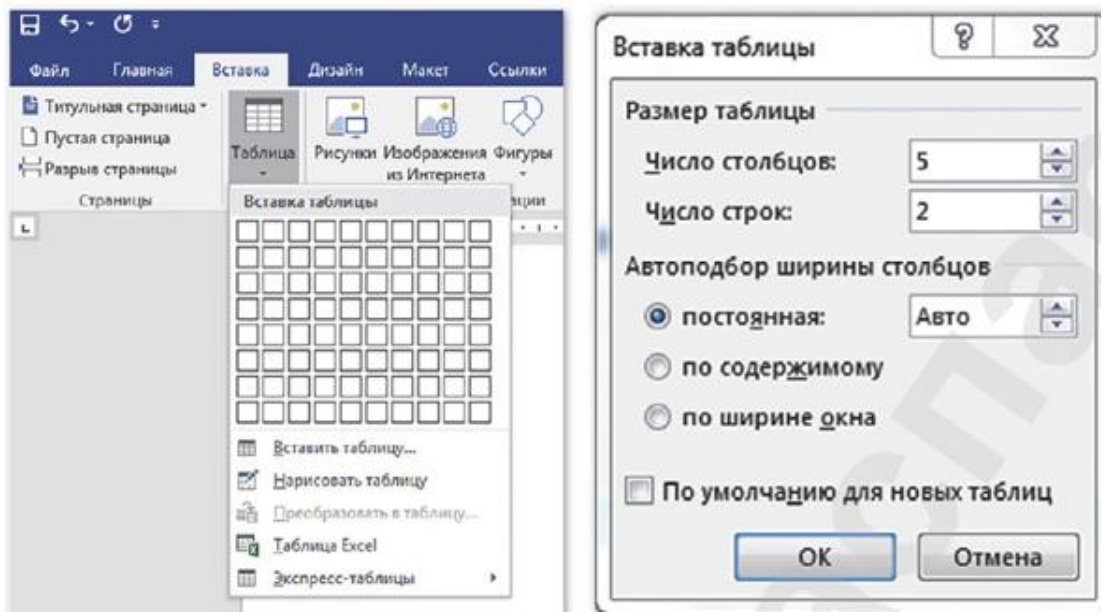 Файл Главная Вставка Дизайн Макет Ссылки
Титульная страница
Пустая страница
Разрыв страницы
Страницы
Таблица
Рисунки
Изображения из Интернета
Фигуры
ации
Вставка таблицы
Вставить таблицу...
Нарисовать таблицу
Преобразовать в таблицу...
Таблица Excel
Экспресс-таблицы
Вставка таблицы
Размер таблицы
Число столбцов: 5
Число строк: 2
Автоподбор ширины столбцов
постоянная: Авто
по содержимому
по ширине окна
По умолчанию для новых таблиц
ОК Отмена